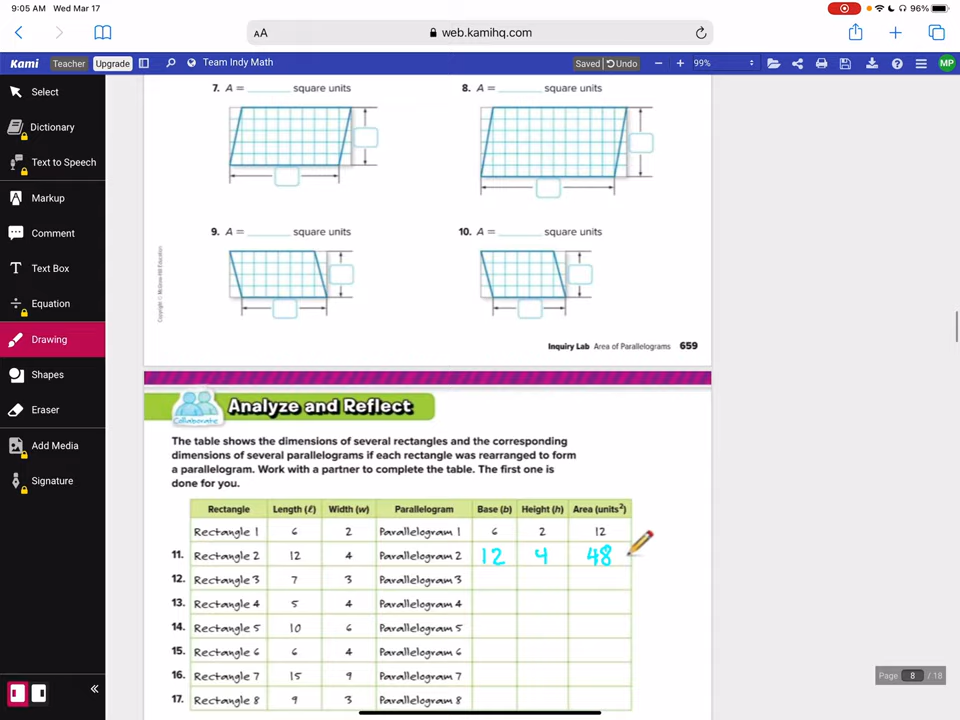 9:05 AM Wed Mar 17
96%
AA web.kamihq.com
Kami Teacher Upgrade Team Indy Math Saved Undo 99% MP
Select
Dictionary
Text to Speech
Markup
Comment
Text Box
Equation
Drawing
Shapes
Eraser
Add Media
Signature
7. A = square units
8. A = square units
9. A = square units
10. A = square units
Copyright © McGraw-Hill Education
Inquiry Lab Area of Parallelograms 659
Collaborate
Analyze and Reflect
The table shows the dimensions of several rectangles and the corresponding
dimensions of several parallelograms if each rectangle was rearranged to form
a parallelogram. Work with a partner to complete the table. The first one is
done for you.
Rectangle Length (ℓ) Width (w) Parallelogram Base (b) Height (h) Area (units²)
Rectangle 1 6 2 Parallelogram 1 6 2 12
11. Rectangle 2 12 4 Parallelogram 2 12 4 48
12. Rectangle 3 7 3 Parallelogram 3
13. Rectangle 4 5 4 Parallelogram 4
14. Rectangle 5 10 6 Parallelogram 5
15. Rectangle 6 6 4 Parallelogram 6
16. Rectangle 7 15 9 Parallelogram 7
17. Rectangle 8 9 3 Parallelogram 8
Page 8 / 18